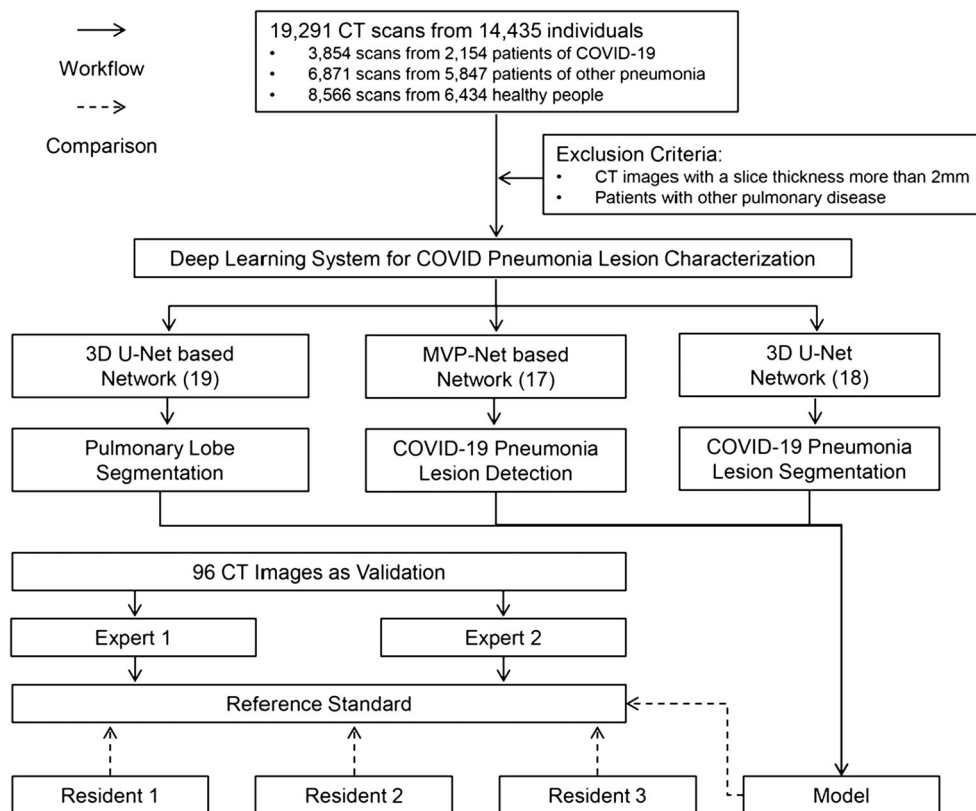 Workflow
Comparison
19,291 CT scans from 14,435 individuals
• 3,854 scans from 2,154 patients of COVID-19
• 6,871 scans from 5,847 patients of other pneumonia
• 8,566 scans from 6,434 healthy people
Exclusion Criteria:
• CT images with a slice thickness more than 2mm
• Patients with other pulmonary disease
Deep Learning System for COVID Pneumonia Lesion Characterization
3D U-Net based
Network (19)
MVP-Net based
Network (17)
3D U-Net
Network (18)
Pulmonary Lobe
Segmentation
COVID-19 Pneumonia
Lesion Detection
COVID-19 Pneumonia
Lesion Segmentation
96 CT Images as Validation
Expert 1
Expert 2
Reference Standard
Resident 1
Resident 2
Resident 3
Model